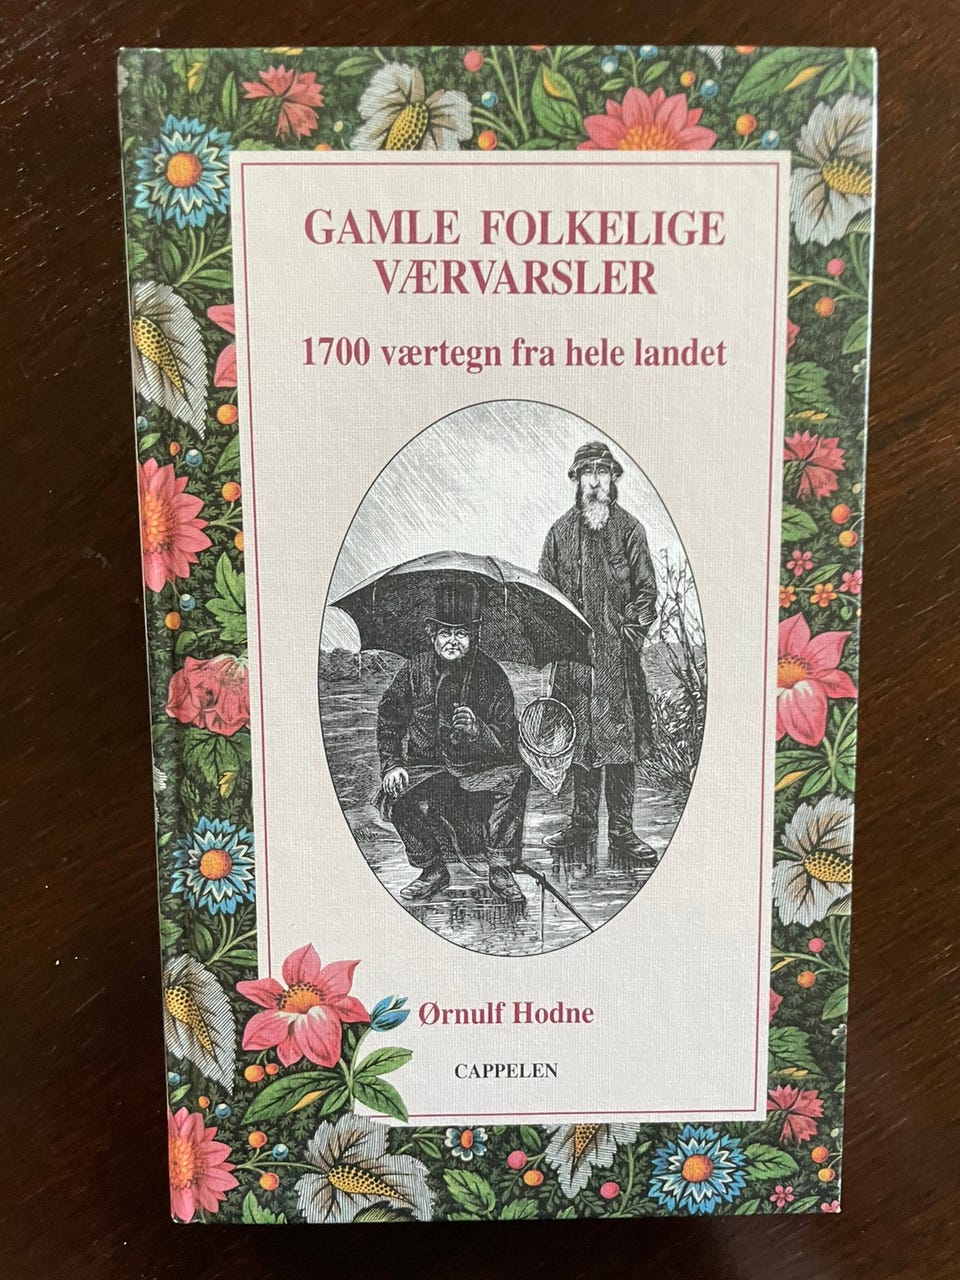 GAMLE FOLKELIGE
VÆRVARSLER
1700 værtegn fra hele landet
Ørnulf Hodne
CAPPELEN